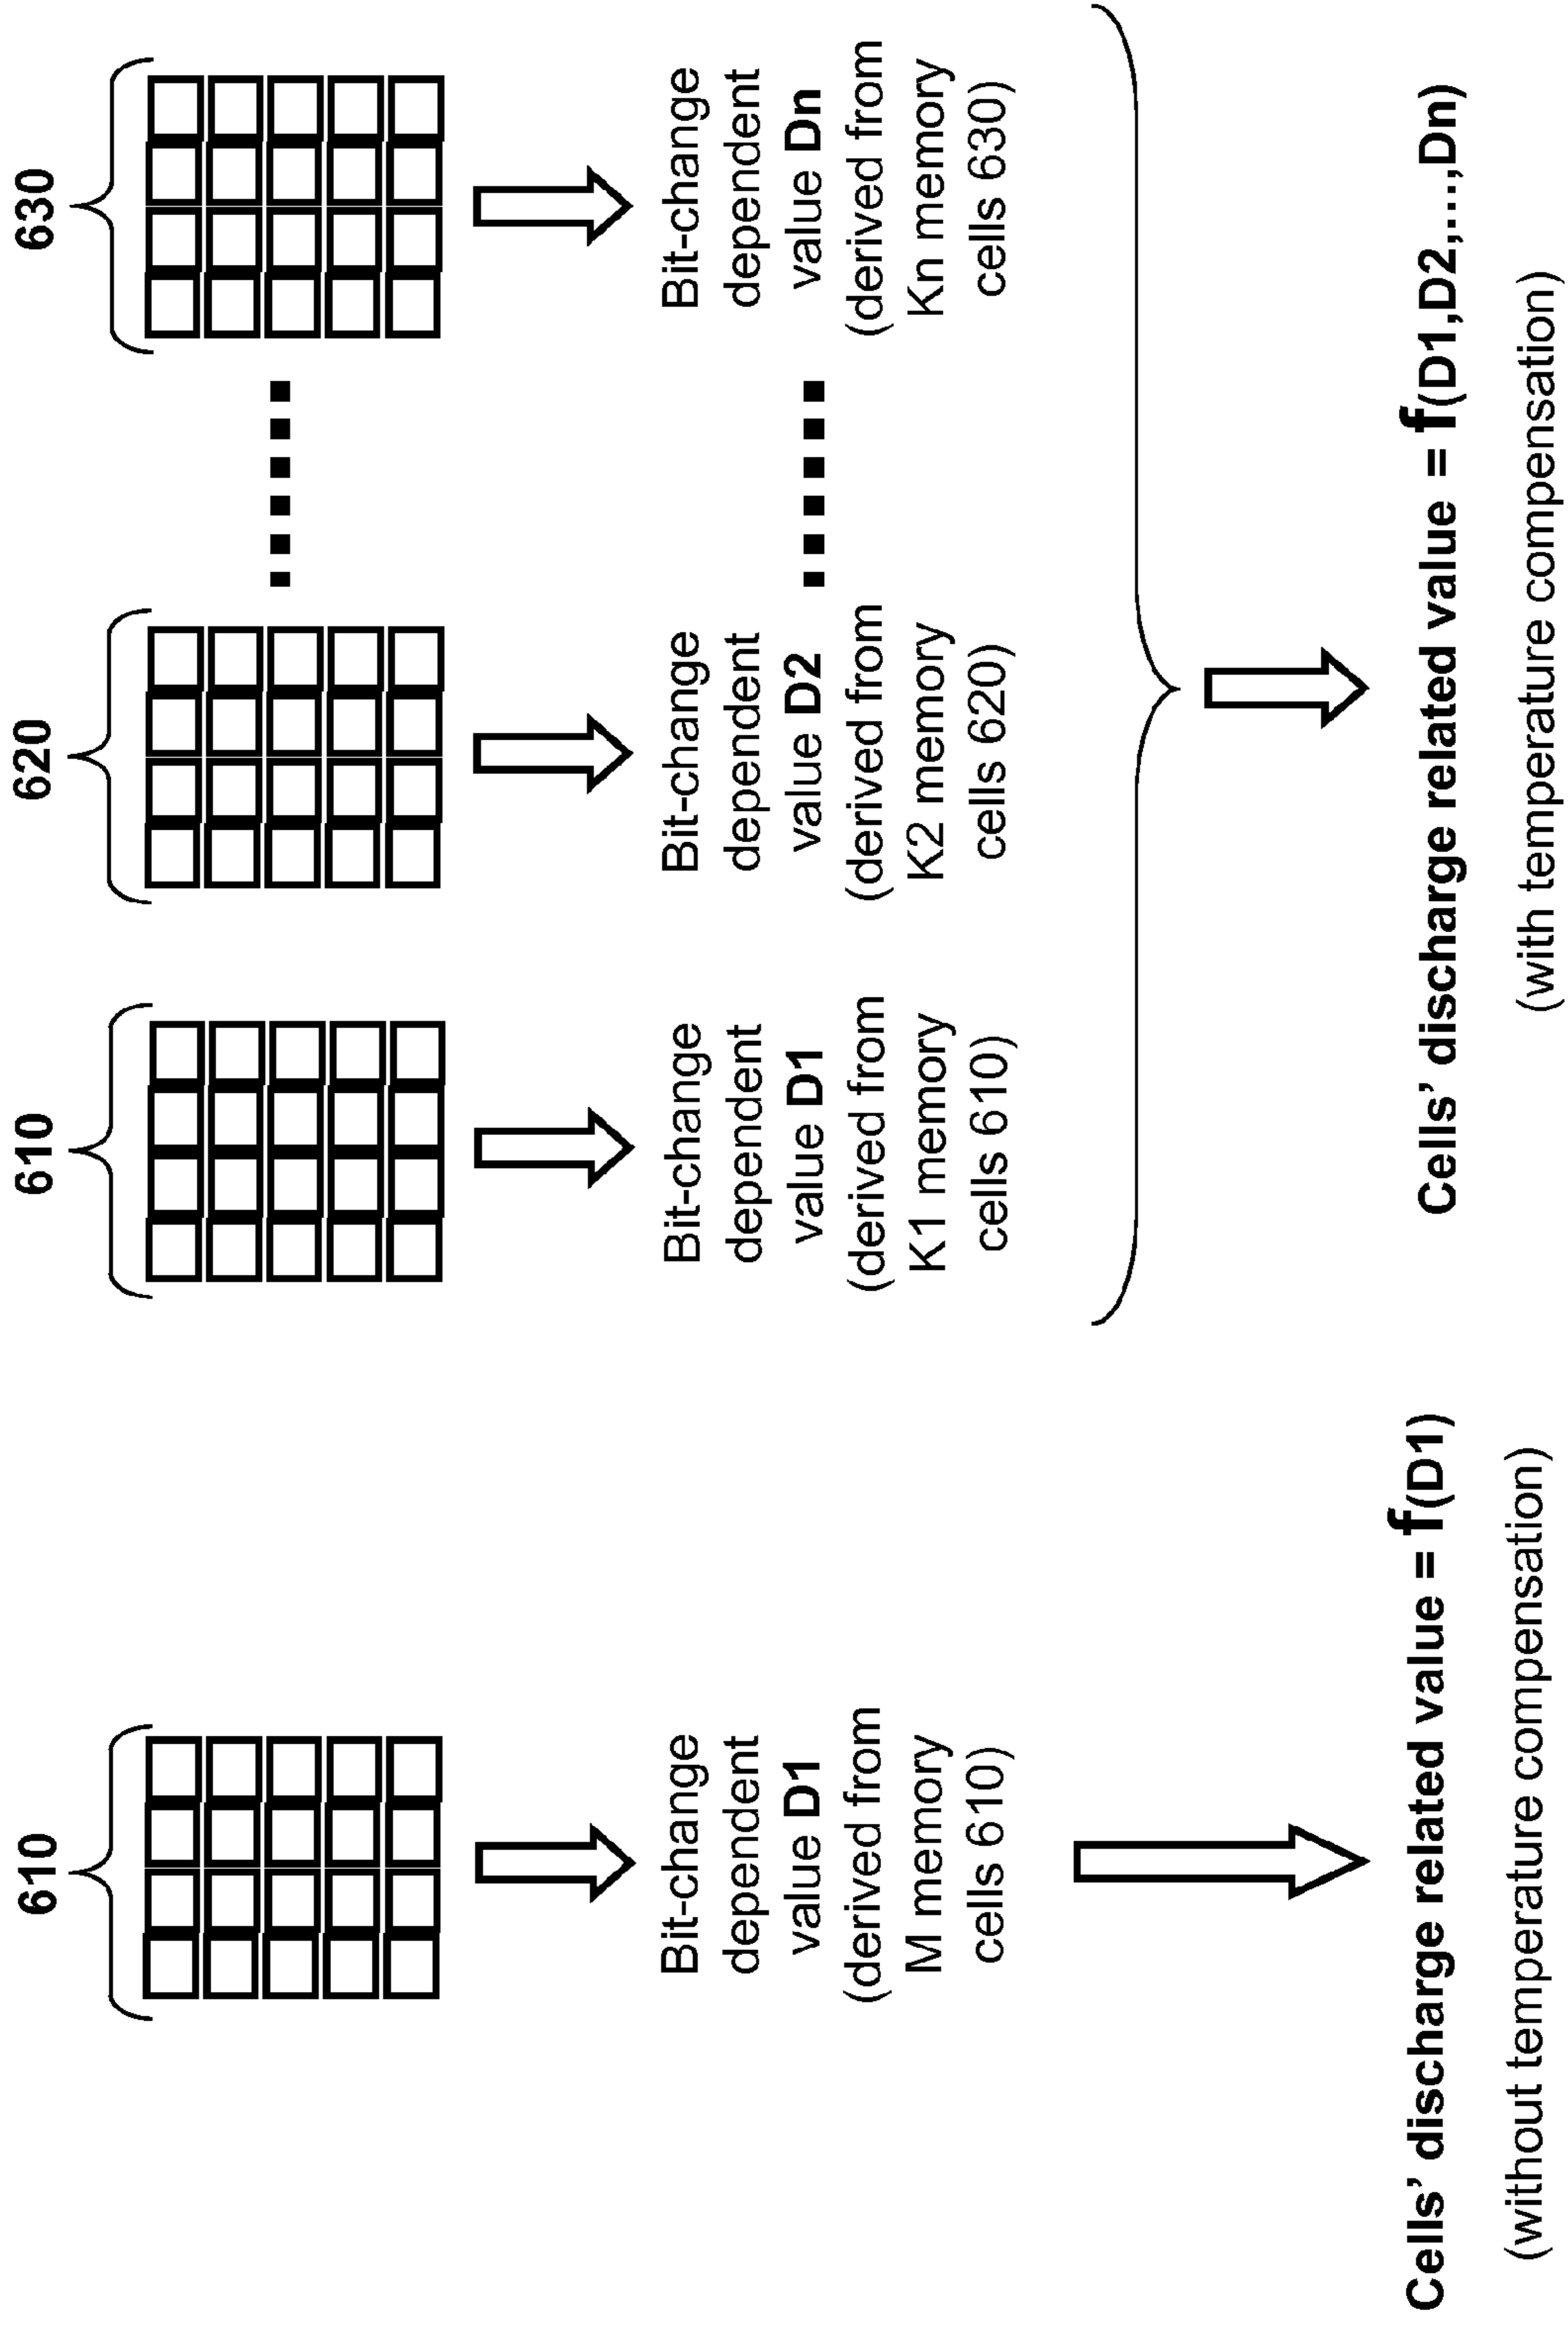 610
Bit-change
dependent
value D1
(derived from
M memory
cells 610)
Cells’ discharge related value = f(D1)
(without temperature compensation)
610
Bit-change
dependent
value D1
(derived from
K1 memory
cells 610)
620
Bit-change
dependent
value D2
(derived from
K2 memory
cells 620)
630
Bit-change
dependent
value Dn
(derived from
Kn memory
cells 630)
Cells’ discharge related value = f(D1,D2,...,Dn)
(with temperature compensation)